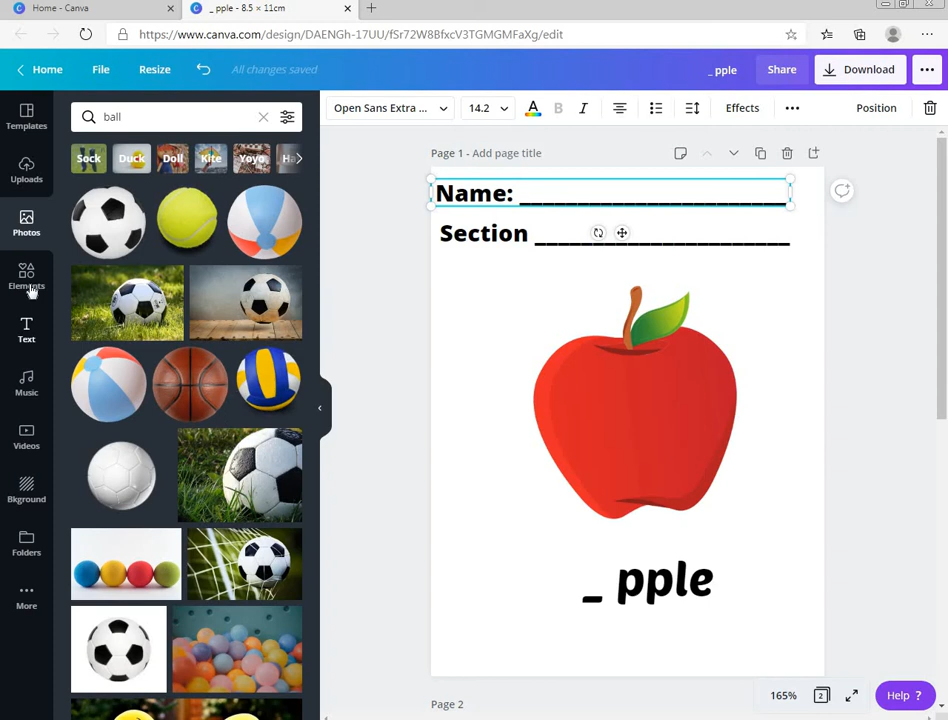 Home - Canva
_ pple - 8.5 × 11cm
https://www.canva.com/design/DAENGh-17UU/fSr72W8BfxcV3TGMGMFaXg/edit
Home
File
Resize
All changes saved
_ pple
Share
Download
Templates
Uploads
Photos
Elements
Text
Music
Videos
Bkground
Folders
More
ball
Sock
Duck
Doll
Kite
Yoyo
Open Sans Extra ...
14.2
A
B
I
Effects
Position
Page 1 - Add page title
Name: _______________________
Section ______________________
_ pple
Page 2
165%
2
Help ?